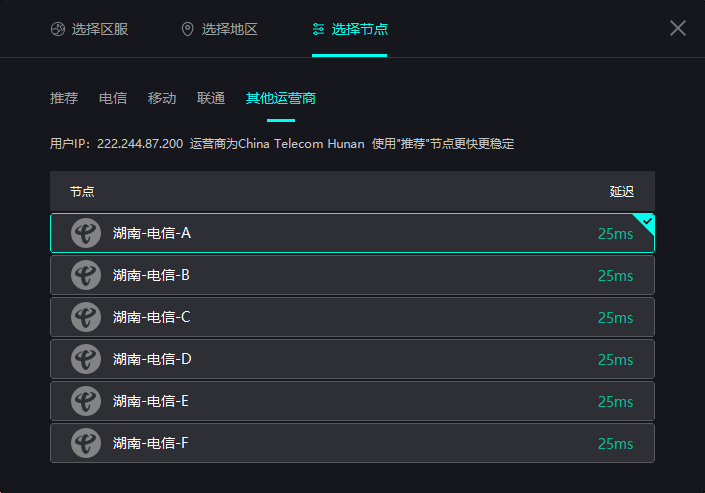 选择区服 选择地区 选择节点
推荐 电信 移动 联通 其他运营商
用户IP：222.244.87.200 运营商为China Telecom Hunan 使用"推荐"节点更快更稳定
节点 延迟
湖南-电信-A 25ms
湖南-电信-B 25ms
湖南-电信-C 25ms
湖南-电信-D 25ms
湖南-电信-E 25ms
湖南-电信-F 25ms